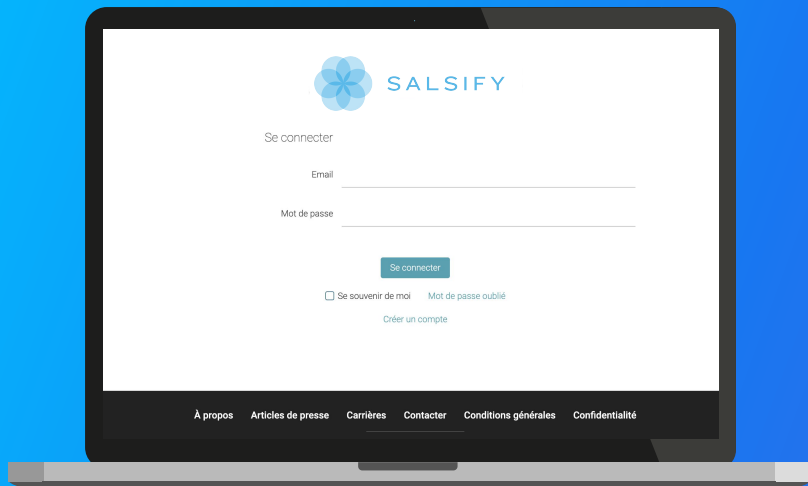 SALSIFY
Se connecter
Email
Mot de passe
Se connecter
Se souvenir de moi Mot de passe oublié
Créer un compte
À propos Articles de presse Carrières Contacter Conditions générales Confidentialité